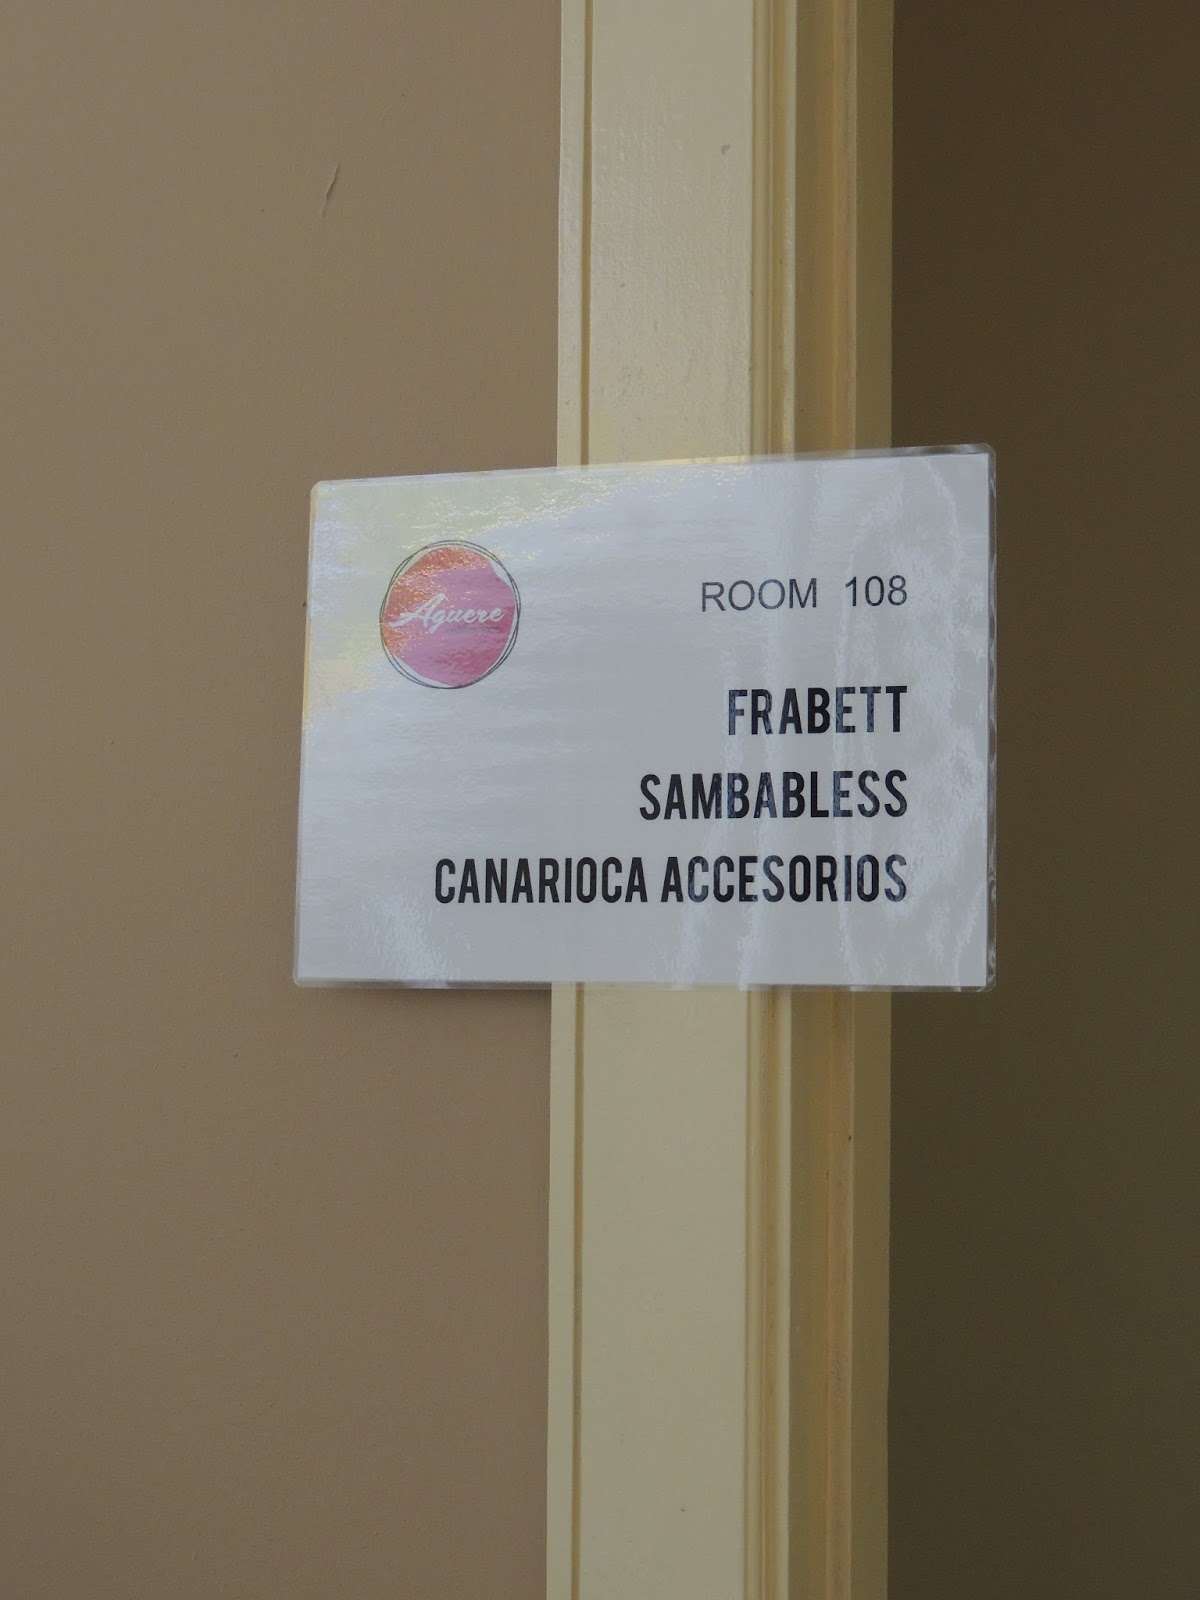 Aguere
ROOM 108
FRABETT
SAMBABLESS
CANARIOCA ACCESORIOS